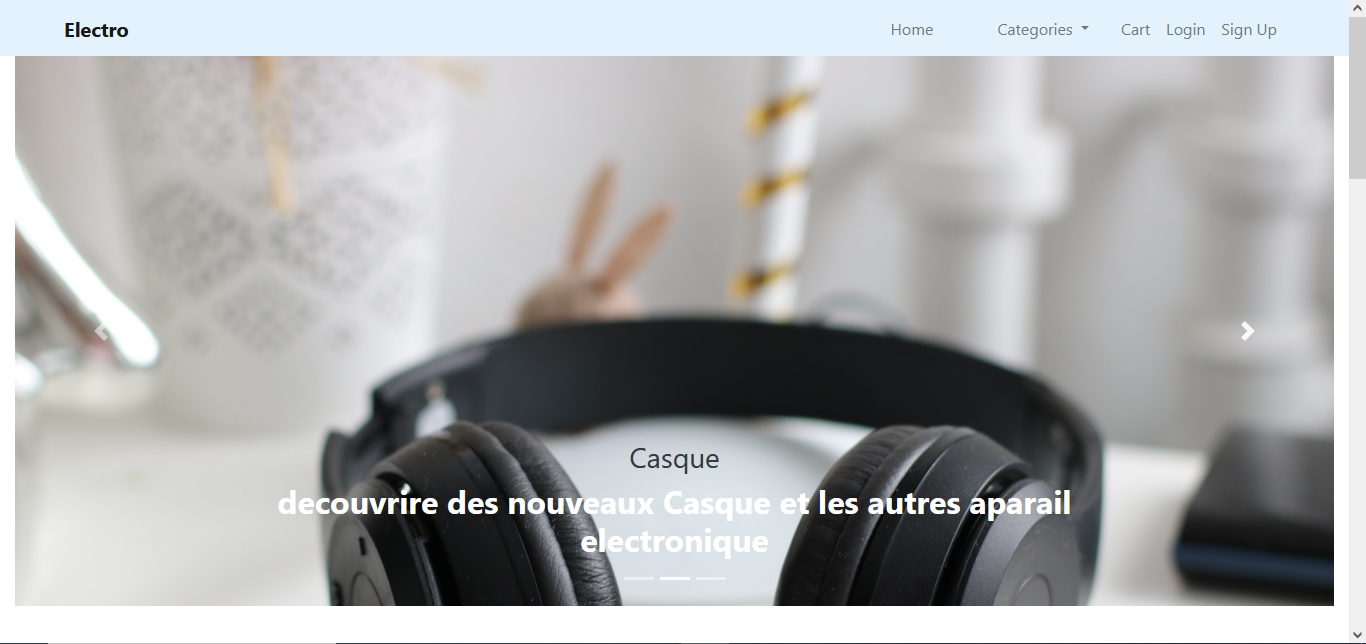 Electro
Home Categories Cart Login Sign Up
Casque
decouvrire des nouveaux Casque et les autres aparail
electronique